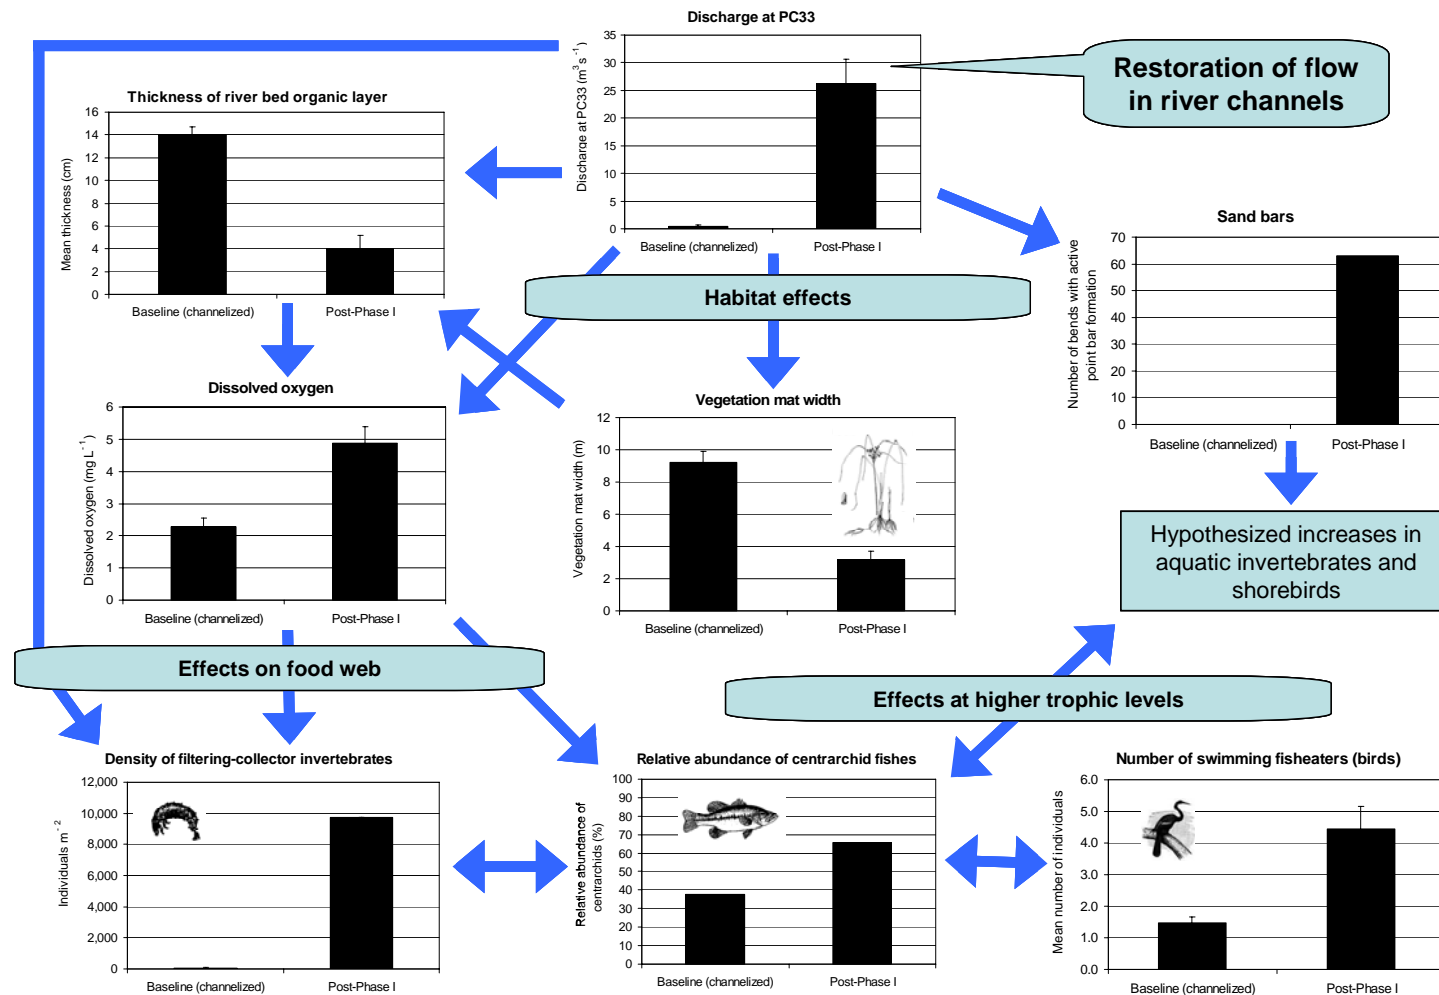 Discharge at PC33
Discharge at PC33 (m³ s⁻¹)
35
30
25
20
15
10
5
0
Baseline (channelized)
Post-Phase I
Restoration of flow
in river channels
Thickness of river bed organic layer
Mean thickness (cm)
16
14
12
10
8
6
4
2
0
Baseline (channelized)
Post-Phase I
Sand bars
Number of bends with active
point bar formation
70
60
50
40
30
20
10
0
Baseline (channelized)
Post-Phase I
Habitat effects
Dissolved oxygen
Dissolved oxygen (mg L⁻¹)
6
5
4
3
2
1
0
Baseline (channelized)
Post-Phase I
Vegetation mat width
Vegetation mat width (m)
12
10
8
6
4
2
0
Baseline (channelized)
Post-Phase I
Hypothesized increases in
aquatic invertebrates and
shorebirds
Effects on food web
Effects at higher trophic levels
Density of filtering-collector invertebrates
Individuals m⁻²
12,000
10,000
8,000
6,000
4,000
2,000
0
Baseline (channelized)
Post-Phase I
Relative abundance of centrarchid fishes
Relative abundance of
centrarchids (%)
100
90
80
70
60
50
40
30
20
10
0
Baseline (channelized)
Post-Phase I
Number of swimming fisheaters (birds)
Mean number of individuals
6.0
5.0
4.0
3.0
2.0
1.0
0.0
Baseline (channelized)
Post-Phase I